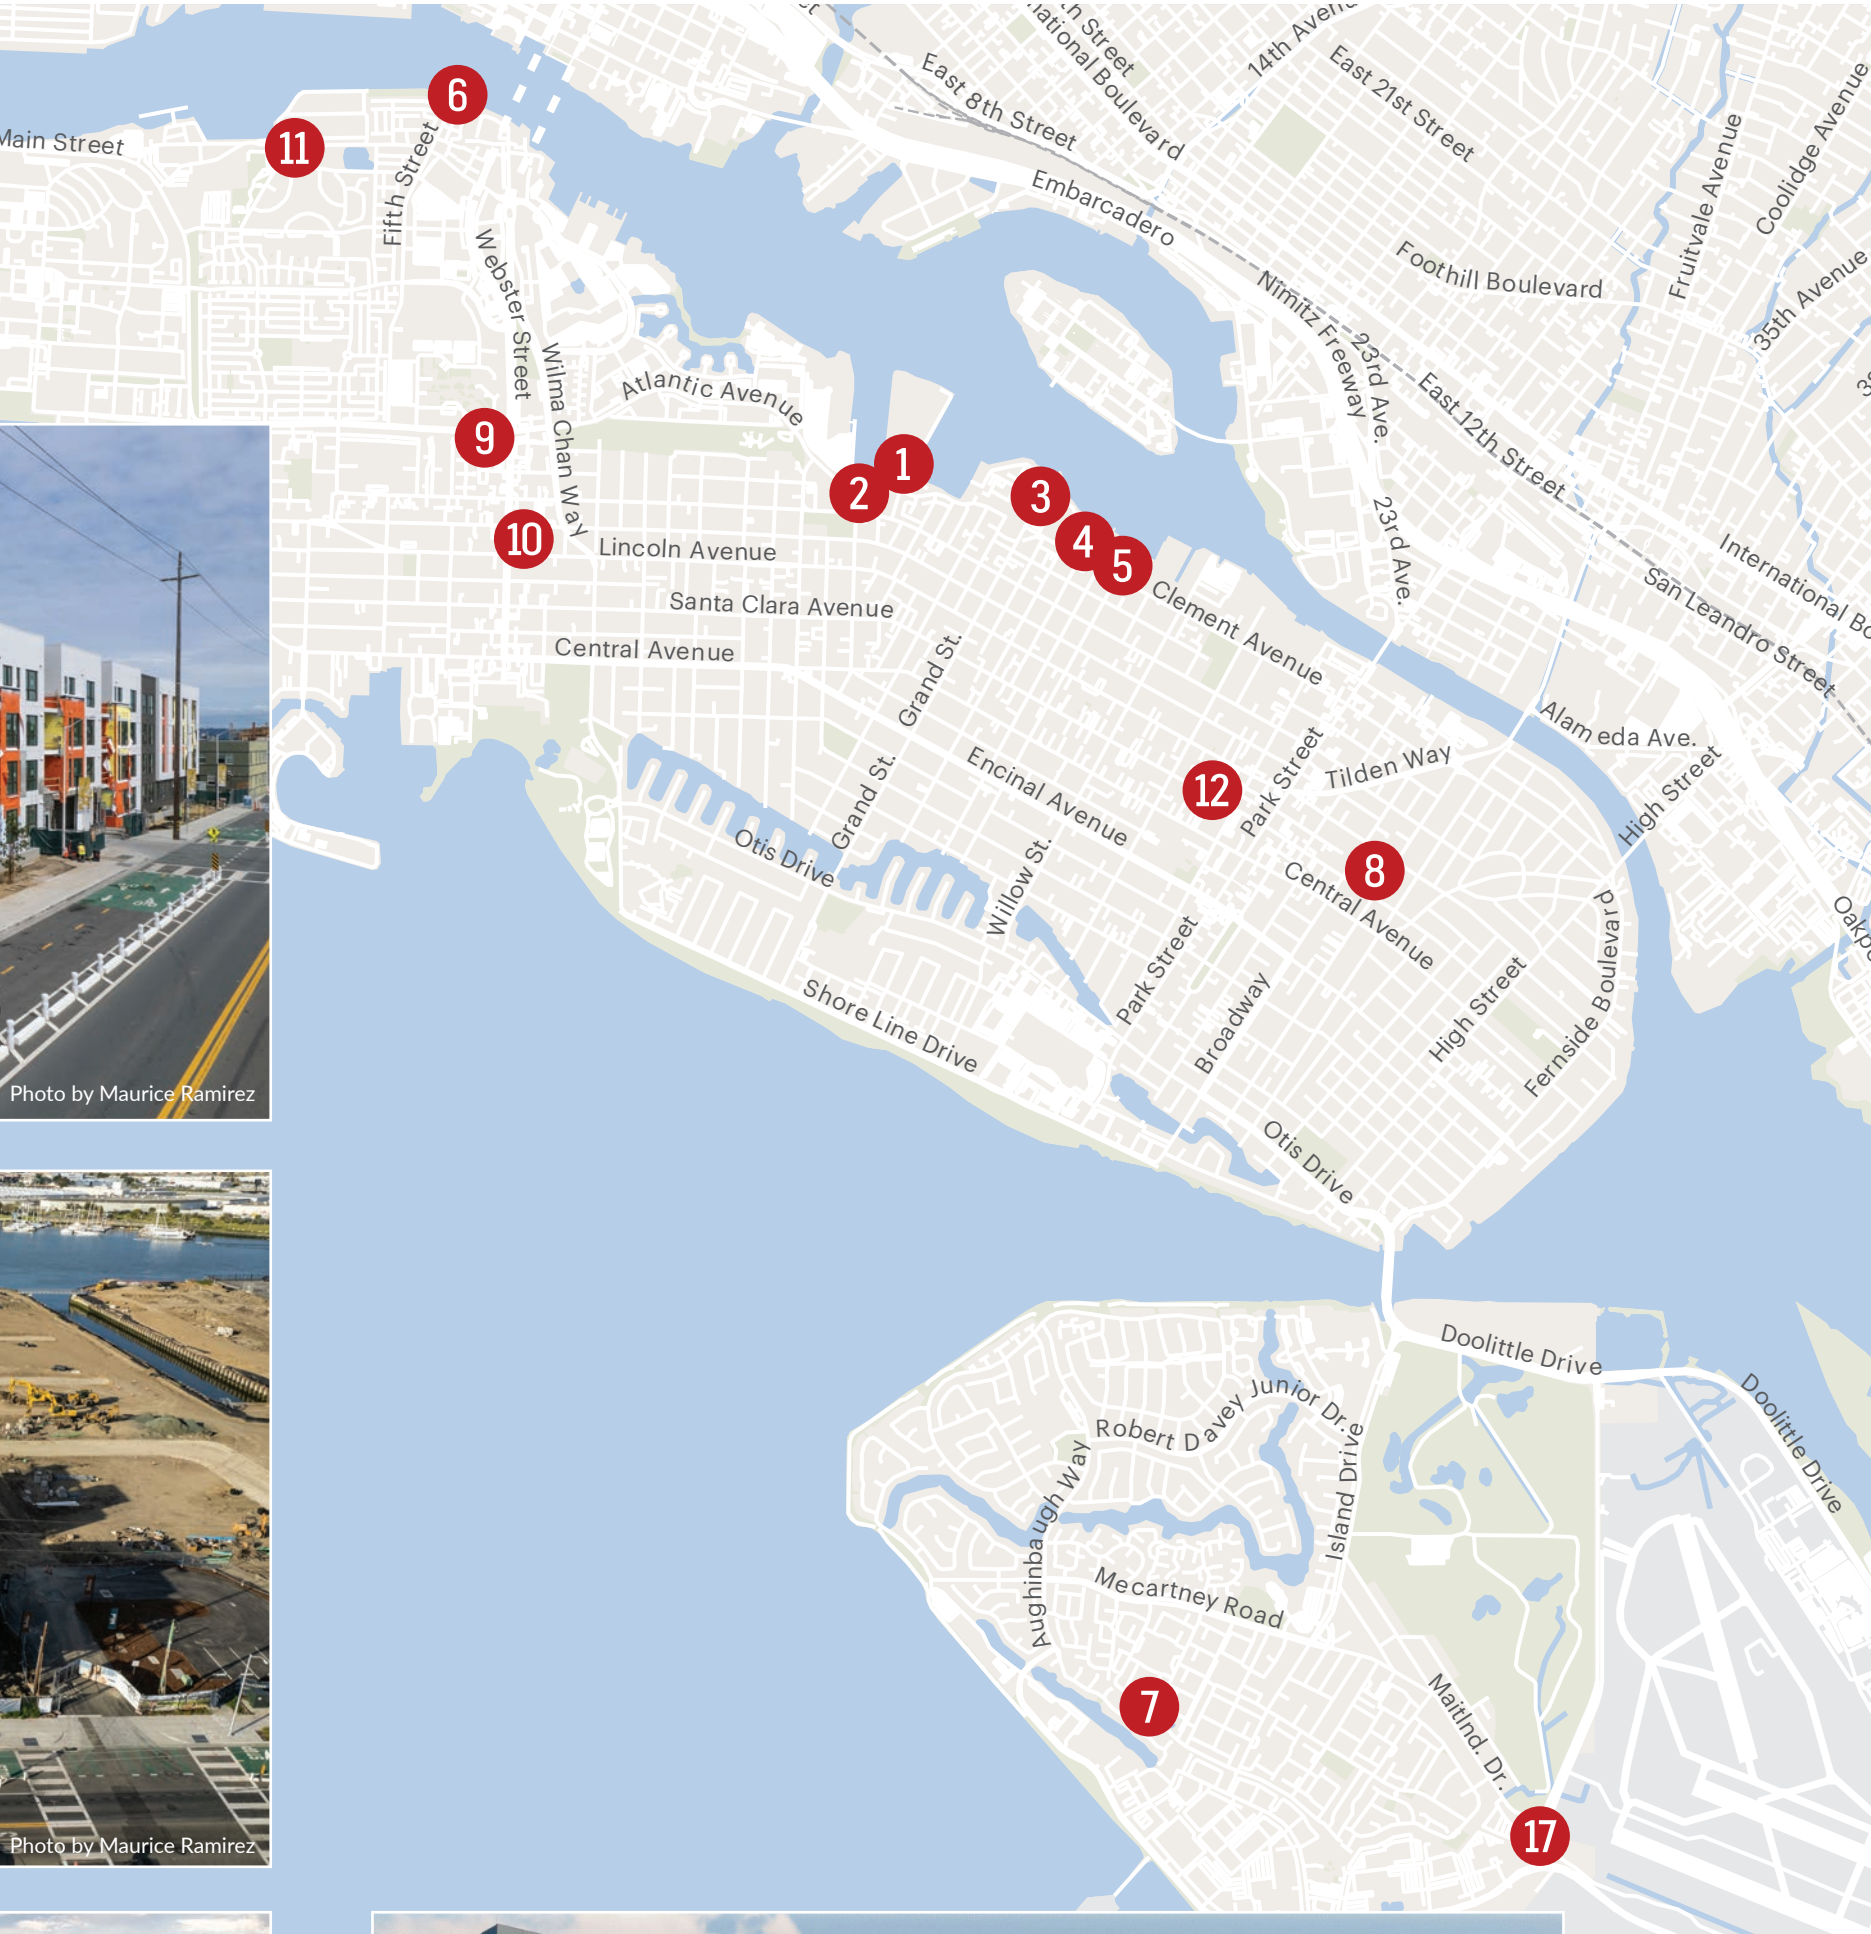 East 8th Street
14th Aven
East 21st Street
Coolidge Avenue
6
Main Street
11
Fifth Street
Fruitvale Avenue
Embarcadero
Webster Street
Foothill Boulevard
35th Avenue
Nimitz Freeway
23rd Ave.
Wilma Chan Way
Atlantic Avenue
East 12th Street
9
1
2
3
23rd Ave.
10
4
5
Lincoln Avenue
International Bo
San Leandro Street
Santa Clara Avenue
Clement Avenue
Central Avenue
Grand St.
Alameda Ave.
Encinal Avenue
12
Park Street
Tilden Way
High Street
Grand St.
Otis Drive
Willow St.
8
Central Avenue
Fernside Boulevard
Park Street
Broadway
High Street
Shore Line Drive
Photo by Maurice Ramirez
Otis Drive
Doolittle Drive
Doolittle Drive
Robert Davey Junior Dr.
Island Drive
Aughinbaugh Way
Mecartney Road
7
Maitlnd. Dr.
17
Photo by Maurice Ramirez